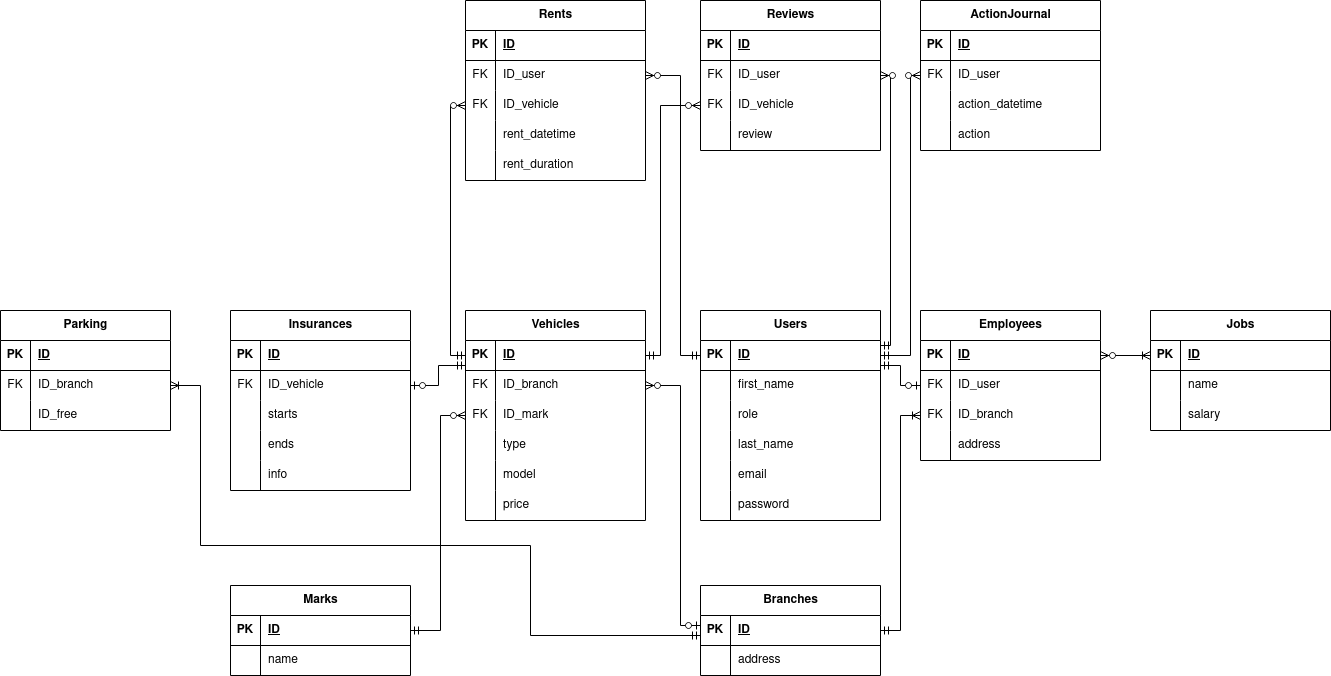 Rents
PK ID
FK ID_user
FK ID_vehicle
rent_datetime
rent_duration
Reviews
PK ID
FK ID_user
FK ID_vehicle
review
ActionJournal
PK ID
FK ID_user
action_datetime
action
Parking
PK ID
FK ID_branch
ID_free
Insurances
PK ID
FK ID_vehicle
starts
ends
info
Vehicles
PK ID
FK ID_branch
FK ID_mark
type
model
price
Users
PK ID
first_name
role
last_name
email
password
Employees
PK ID
FK ID_user
FK ID_branch
address
Jobs
PK ID
name
salary
Marks
PK ID
name
Branches
PK ID
address